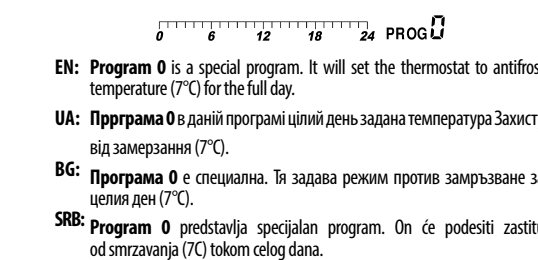 0 6 12 18 24 PROG 0
EN: Program 0 is a special program. It will set the thermostat to antifros
temperature (7°C) for the full day.
UA: Пррграма 0 в даній програмі цілий день задана температура Захист
від замерзання (7°C).
BG: Програма 0 е специална. Тя задава режим против замръзване з
целия ден (7°C).
SRB: Program 0 predstavlja specijalan program. On će podesiti zastit
od smrzavanja (7C) tokom celog dana.